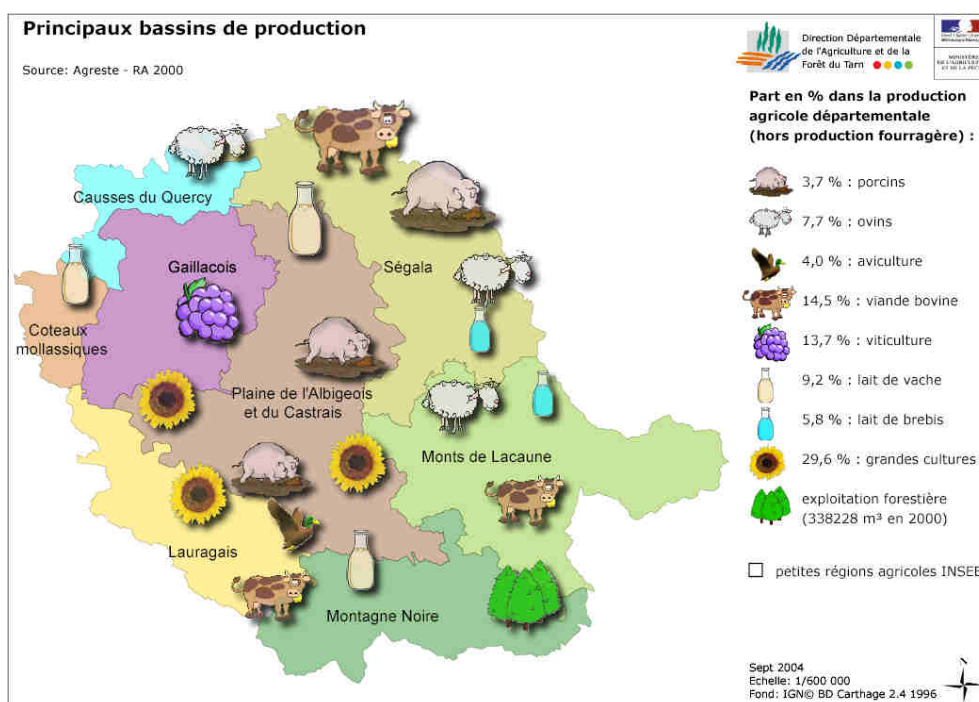 Principaux bassins de production
Source: Agreste - RA 2000
Direction Départementale
de l'Agriculture et de la
Forêt du Tarn
Part en % dans la production
agricole départementale
(hors production fourragère) :
3,7 % : porcins
7,7 % : ovins
4,0 % : aviculture
14,5 % : viande bovine
13,7 % : viticulture
9,2 % : lait de vache
5,8 % : lait de brebis
29,6 % : grandes cultures
exploitation forestière
(338228 m³ en 2000)
petites régions agricoles INSEE
Causses du Quercy
Gaillacois
Ségala
Coteaux
mollassiques
Plaine de l'Albigeois
et du Castrais
Monts de Lacaune
Lauragais
Montagne Noire
Sept 2004
Echelle: 1/600 000
Fond: IGN© BD Carthage 2.4 1996
N